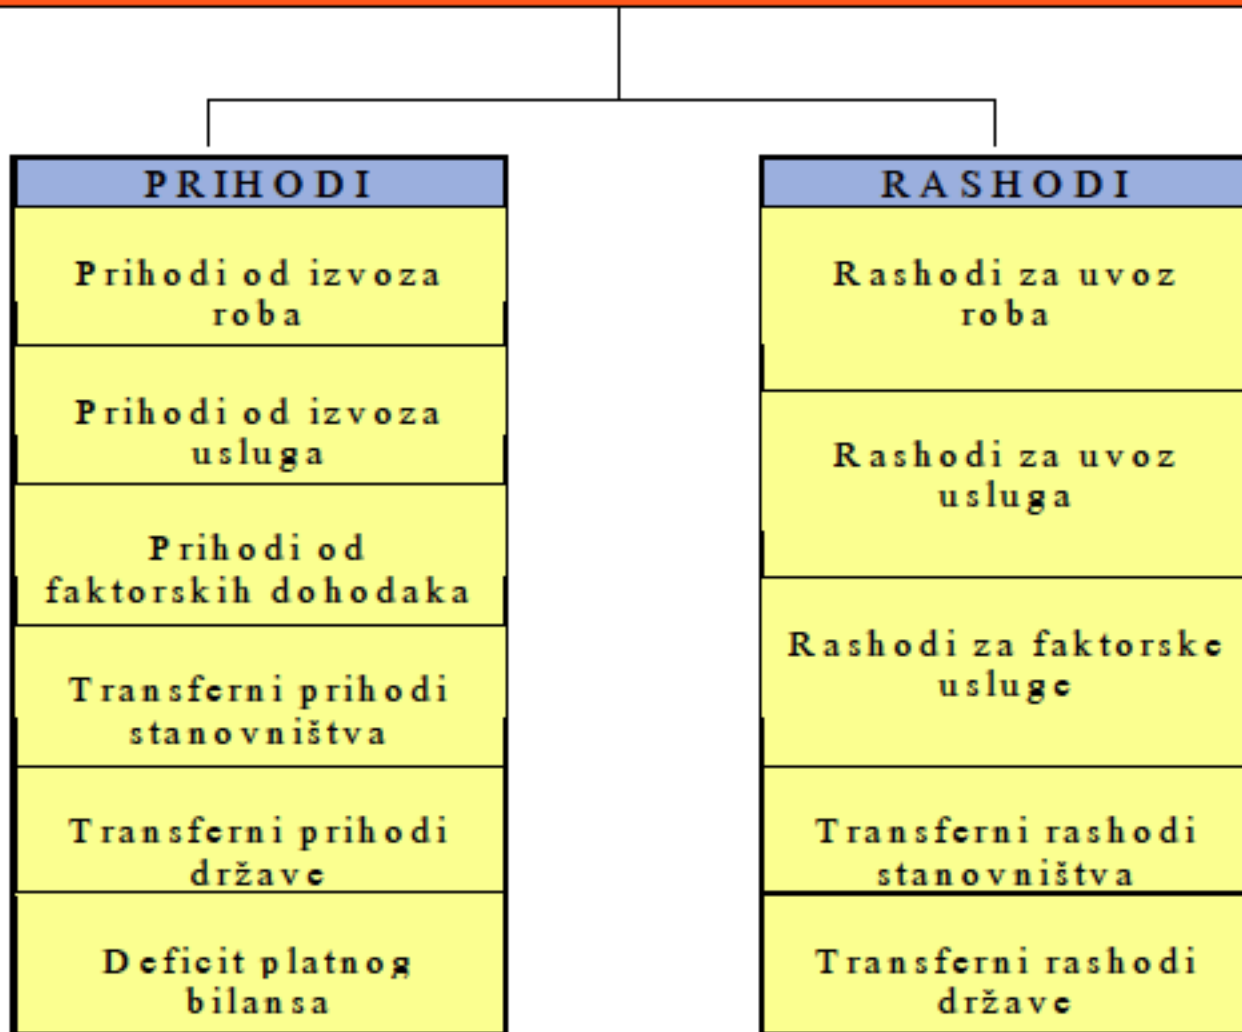 PRIHODI
Prihodi od izvoza
roba
Prihodi od izvoza
usluga
Prihodi od
faktorskih dohodaka
Transferni prihodi
stanovništva
Transferni prihodi
države
Deficit platnog
bilansa
RASHODI
Rashodi za uvoz
roba
Rashodi za uvoz
usluga
Rashodi za faktorske
usluge
Transferni rashodi
stanovništva
Transferni rashodi
države